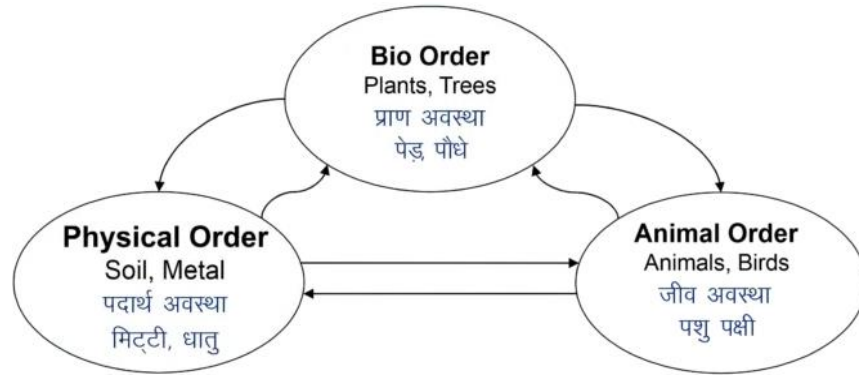 Bio Order
Plants, Trees
प्राण अवस्था
पेड़, पौधे
Physical Order
Soil, Metal
पदार्थ अवस्था
मिट्टी, धातु
Animal Order
Animals, Birds
जीव अवस्था
पशु पक्षी